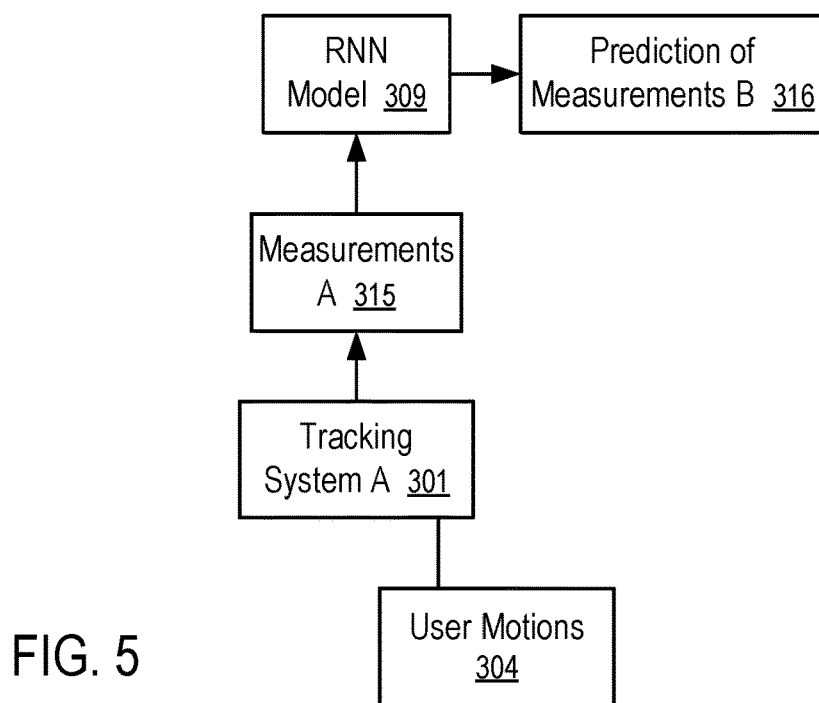 RNN
Model 309
Prediction of
Measurements B 316
Measurements
A 315
Tracking
System A 301
User Motions
304
FIG. 5